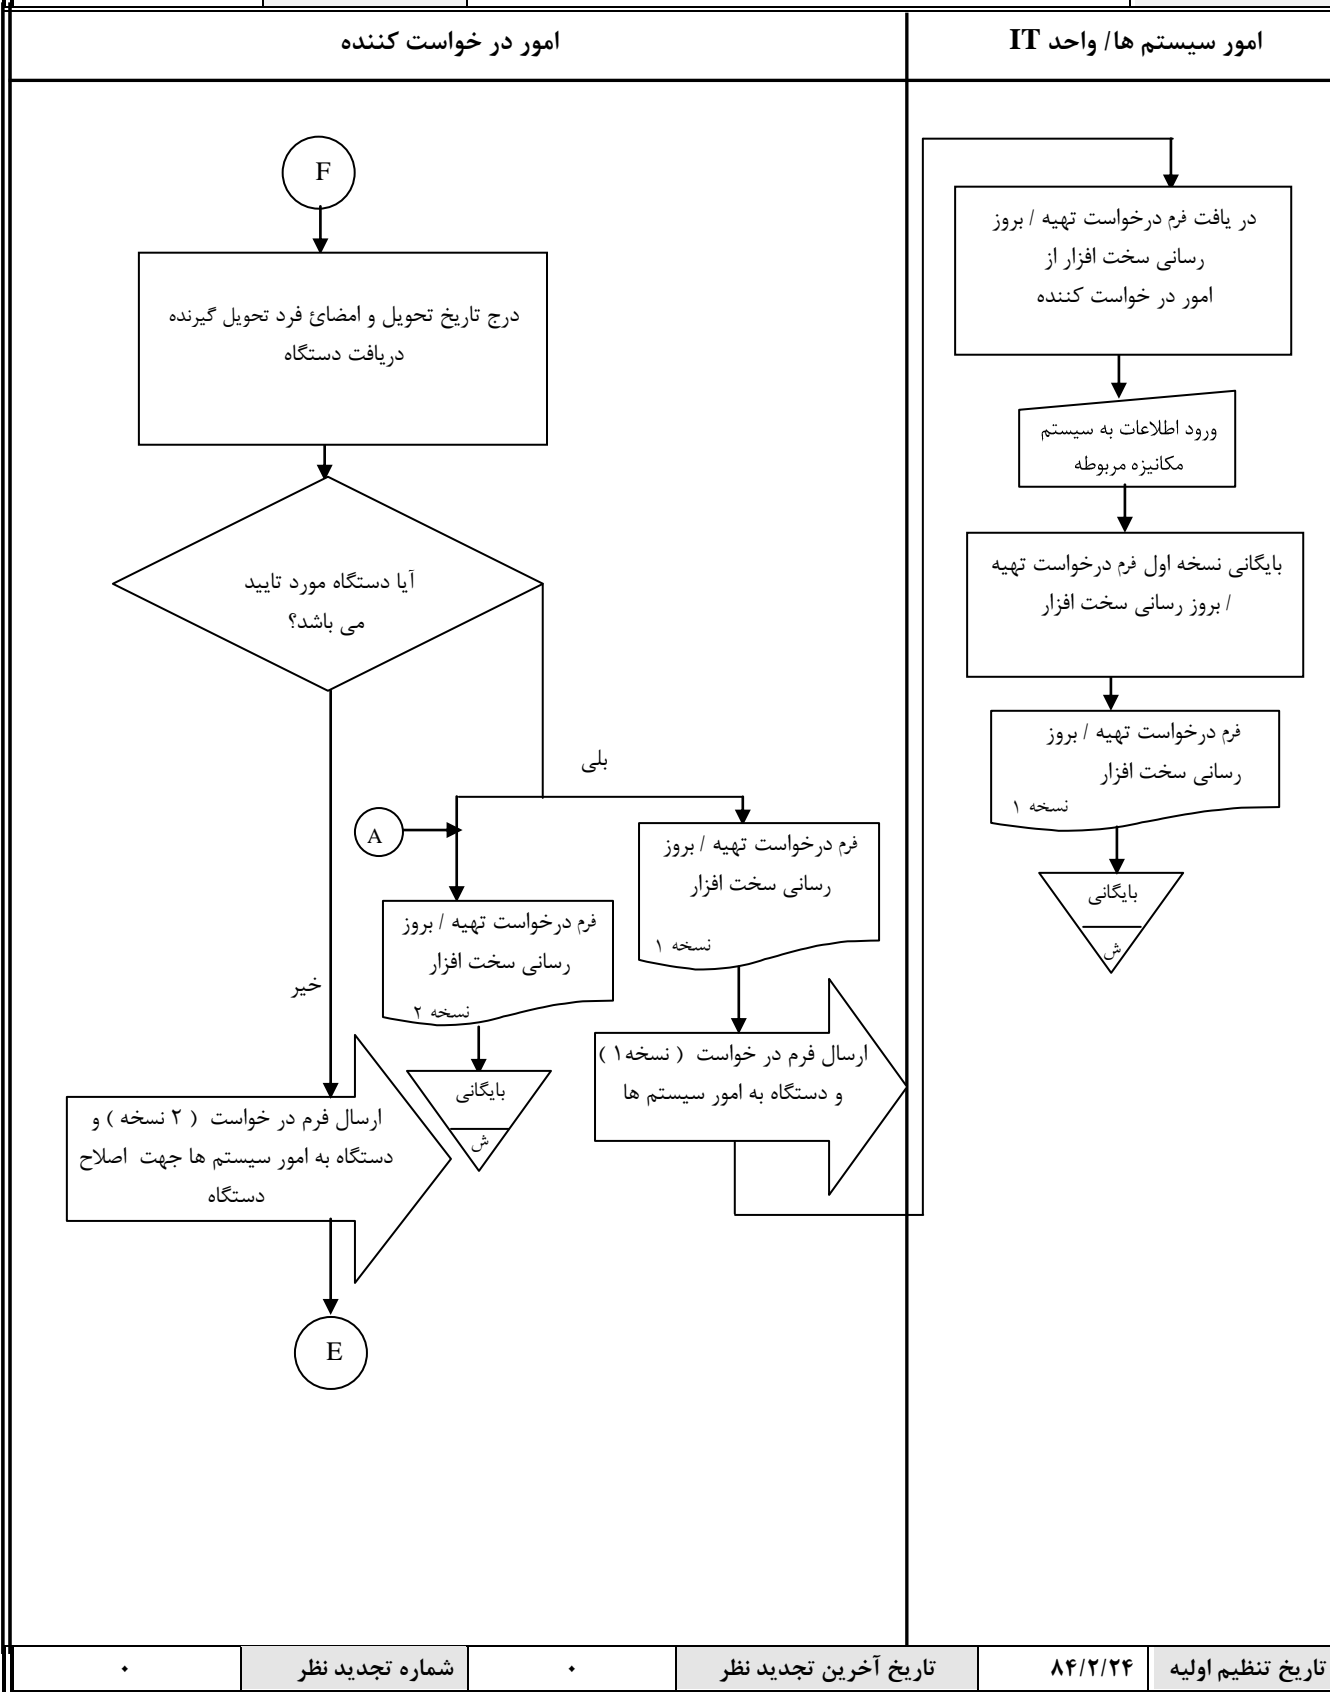 امور سیستم ها/ واحد IT
امور در خواست کننده
در یافت فرم درخواست تهیه / بروز
رسانی سخت افزار از
امور در خواست کننده
ورود اطلاعات به سیستم
مکانیزه مربوطه
بایگانی نسخه اول فرم درخواست تهیه
/ بروز رسانی سخت افزار
فرم درخواست تهیه / بروز
رسانی سخت افزار
نسخه ۱
بایگانی
ش
F
درج تاریخ تحویل و امضائ فرد تحویل گیرنده
دریافت دستگاه
آیا دستگاه مورد تایید
می باشد؟
بلی
خیر
A
فرم درخواست تهیه / بروز
رسانی سخت افزار
نسخه ۱
ارسال فرم در خواست ( نسخه۱ )
و دستگاه به امور سیستم ها
فرم درخواست تهیه / بروز
رسانی سخت افزار
نسخه ۲
بایگانی
ش
ارسال فرم در خواست ( ۲ نسخه ) و
دستگاه به امور سیستم ها جهت اصلاح
دستگاه
E
تاریخ تنظیم اولیه ۸۴/۲/۲۴ تاریخ آخرین تجدید نظر ۰ شماره تجدید نظر ۰